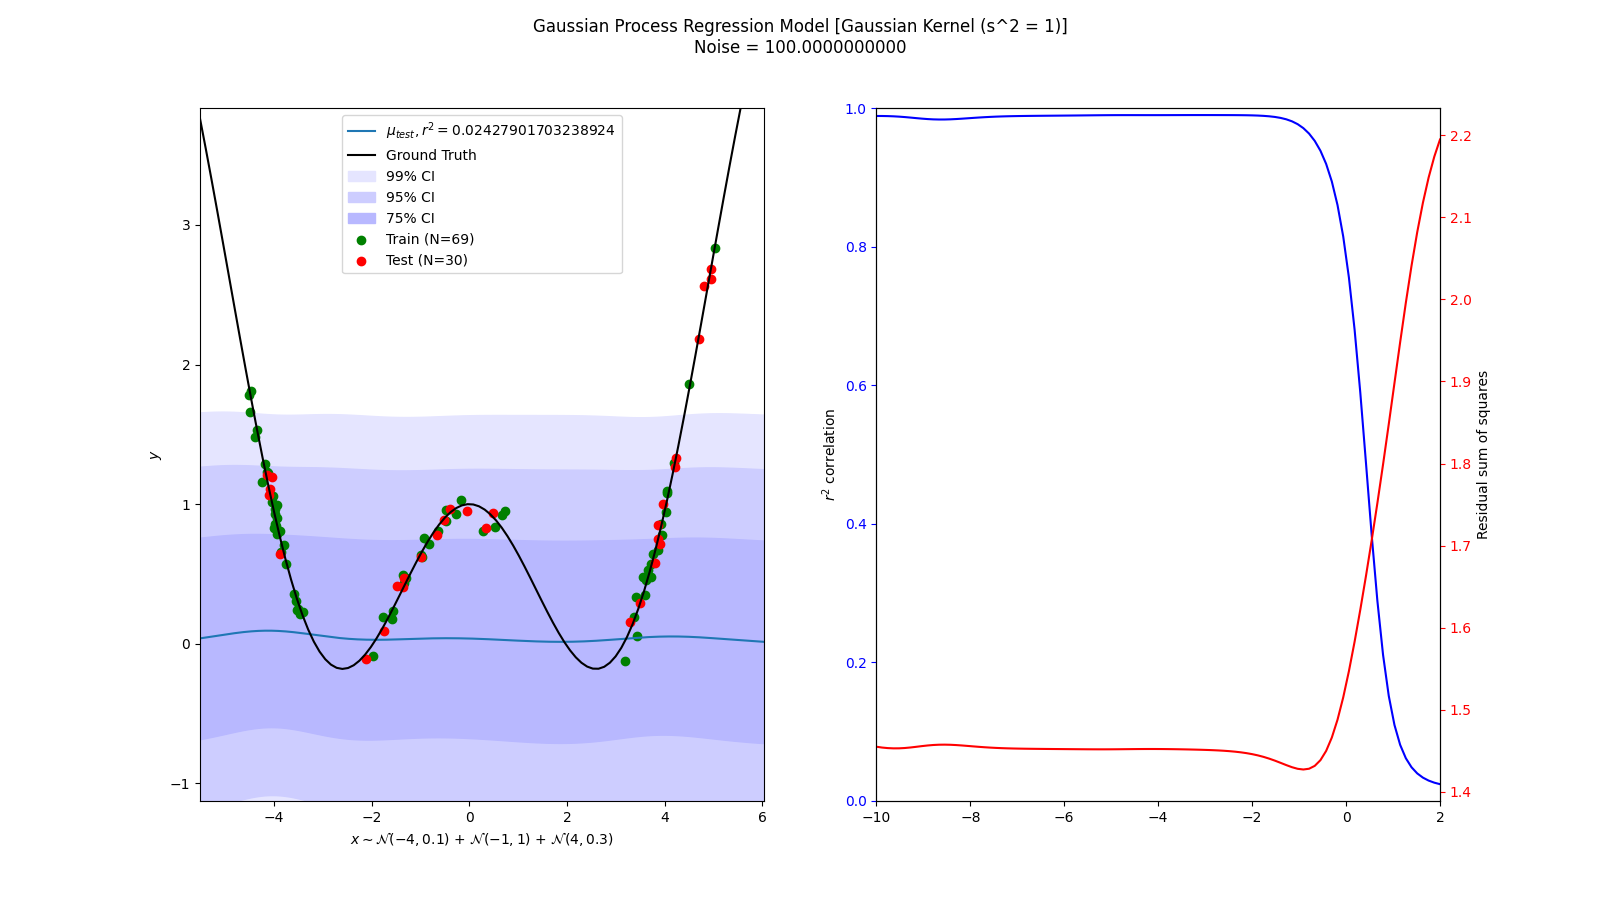 Gaussian Process Regression Model [Gaussian Kernel (s^2 = 1)]
Noise = 100.0000000000
μ_test, r² = 0.02427901703238924
Ground Truth
99% CI
95% CI
75% CI
Train (N=69)
Test (N=30)
y
3
2
1
0
−1
−4
−2
0
2
4
6
x ∼ 𝒩(−4, 0.1) + 𝒩(−1, 1) + 𝒩(4, 0.3)
r² correlation
1.0
0.8
0.6
0.4
0.2
0.0
−10
−8
−6
−4
−2
0
2
2.2
2.1
2.0
1.9
1.8
1.7
1.6
1.5
1.4
Residual sum of squares